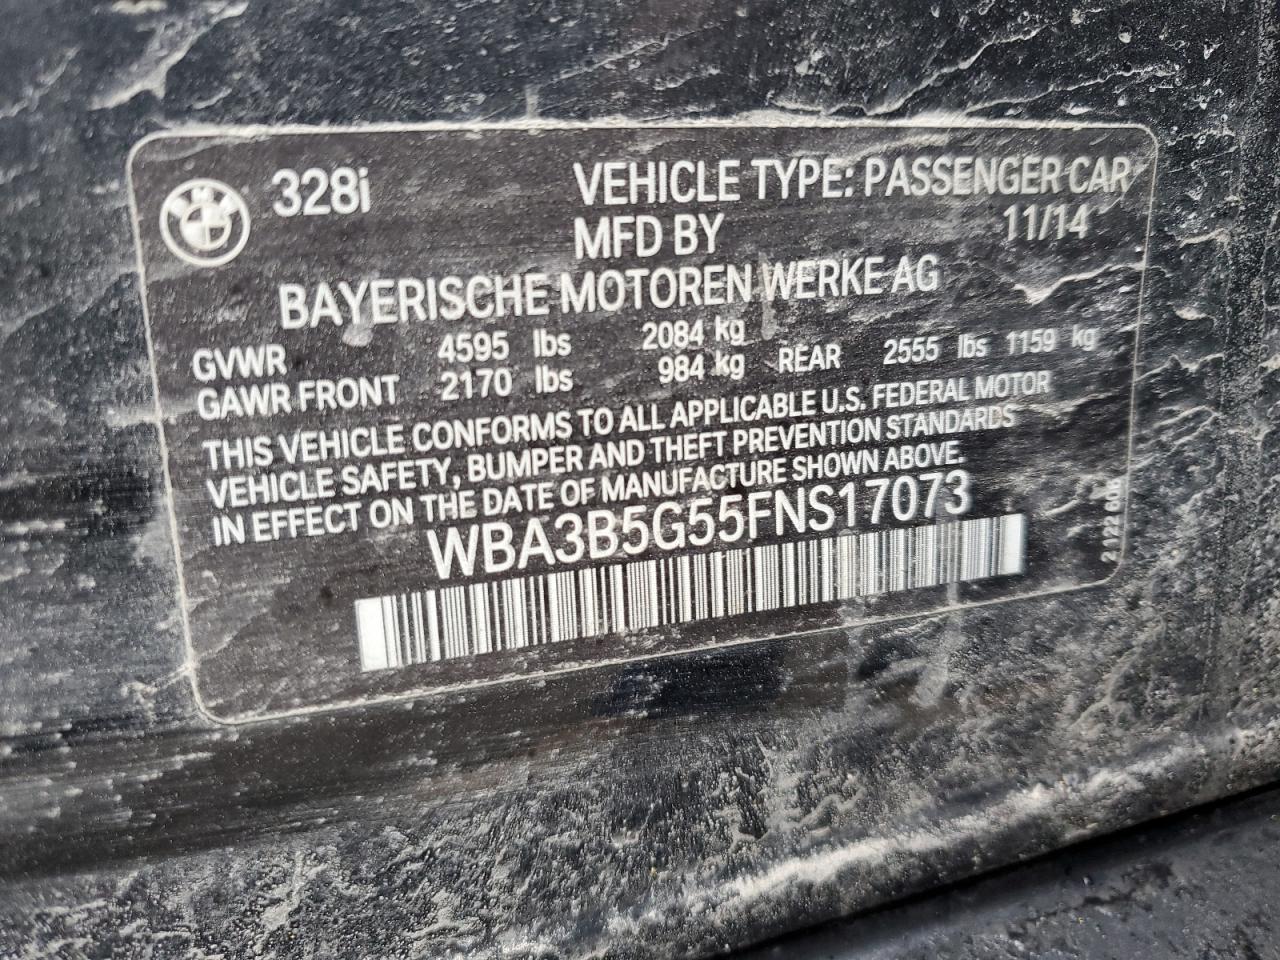 328i
VEHICLE TYPE: PASSENGER CAR
MFD BY 11/14
BAYERISCHE MOTOREN WERKE AG
GVWR 4595 lbs 2084 kg
GAWR FRONT 2170 lbs 984 kg REAR 2555 lbs 1159 kg
THIS VEHICLE CONFORMS TO ALL APPLICABLE U.S. FEDERAL MOTOR
VEHICLE SAFETY, BUMPER AND THEFT PREVENTION STANDARDS
IN EFFECT ON THE DATE OF MANUFACTURE SHOWN ABOVE.
WBA3B5G55FNS17073
2122